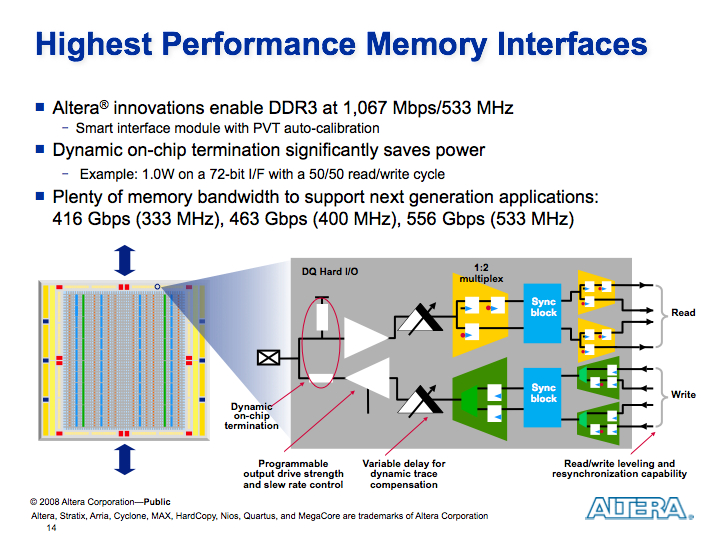 Highest Performance Memory Interfaces
Altera® innovations enable DDR3 at 1,067 Mbps/533 MHz
– Smart interface module with PVT auto-calibration
Dynamic on-chip termination significantly saves power
– Example: 1.0W on a 72-bit I/F with a 50/50 read/write cycle
Plenty of memory bandwidth to support next generation applications:
416 Gbps (333 MHz), 463 Gbps (400 MHz), 556 Gbps (533 MHz)
DQ Hard I/O
1:2
multiplex
Sync
block
Read
Sync
block
Write
Dynamic
on-chip
termination
Programmable
output drive strength
and slew rate control
Variable delay for
dynamic trace
compensation
Read/write leveling and
resynchronization capability
© 2008 Altera Corporation—Public
Altera, Stratix, Arria, Cyclone, MAX, HardCopy, Nios, Quartus, and MegaCore are trademarks of Altera Corporation
14
ALTERA®